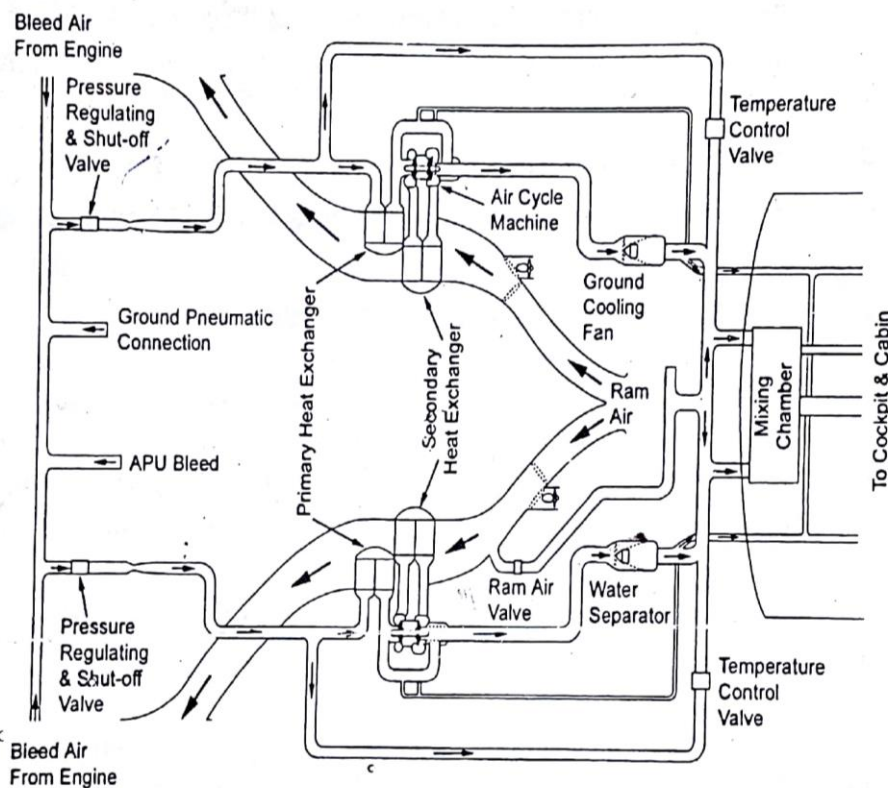 Bleed Air
From Engine
Pressure
Regulating
& Shut-off
Valve
Temperature
Control
Valve
Air Cycle
Machine
Ground
Cooling
Fan
Ground Pneumatic
Connection
Primary Heat Exchanger
Secondary
Heat Exchanger
Ram
Air
Mixing
Chamber
To Cockpit & Cabin
APU Bleed
Ram Air
Valve
Water
Separator
Pressure
Regulating
& Shut-off
Valve
Temperature
Control
Valve
Bleed Air
From Engine
c